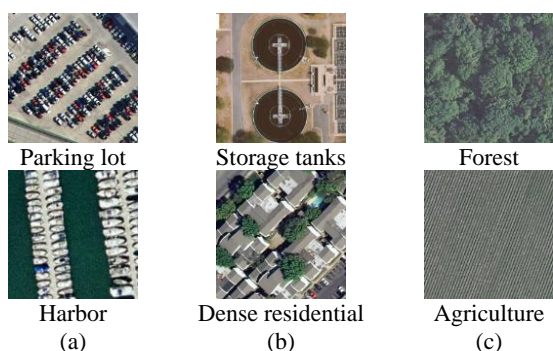 Parking lot Storage tanks Forest
Harbor Dense residential Agriculture
(a) (b) (c)